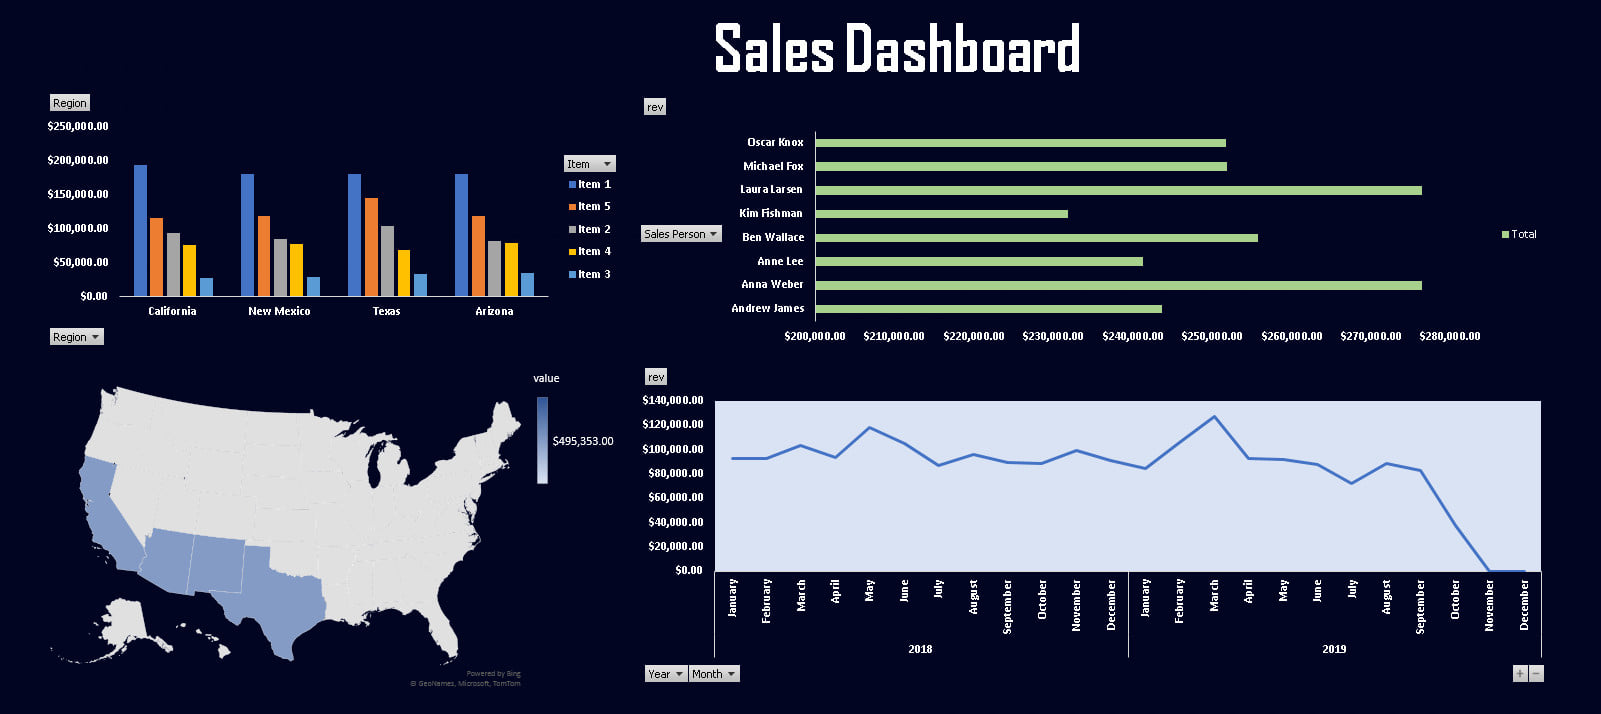 Sales Dashboard
Region
$250,000.00
$200,000.00
$150,000.00
$100,000.00
$50,000.00
$0.00
California New Mexico Texas Arizona
Item
Item 1
Item 5
Item 2
Item 4
Item 3
rev
Oscar Knox
Michael Fox
Laura Larsen
Kim Fishman
Ben Wallace
Anne Lee
Anna Weber
Andrew James
Sales Person
Total
$200,000.00 $210,000.00 $220,000.00 $230,000.00 $240,000.00 $250,000.00 $260,000.00 $270,000.00 $280,000.00
Region
value
$495,353.00
Powered by Bing
© GeoNames, Microsoft, TomTom
rev
$140,000.00
$120,000.00
$100,000.00
$80,000.00
$60,000.00
$40,000.00
$20,000.00
$0.00
January February March April May June July August September October November December January February March April May June July August September October November December
2018 2019
Year Month
+ −